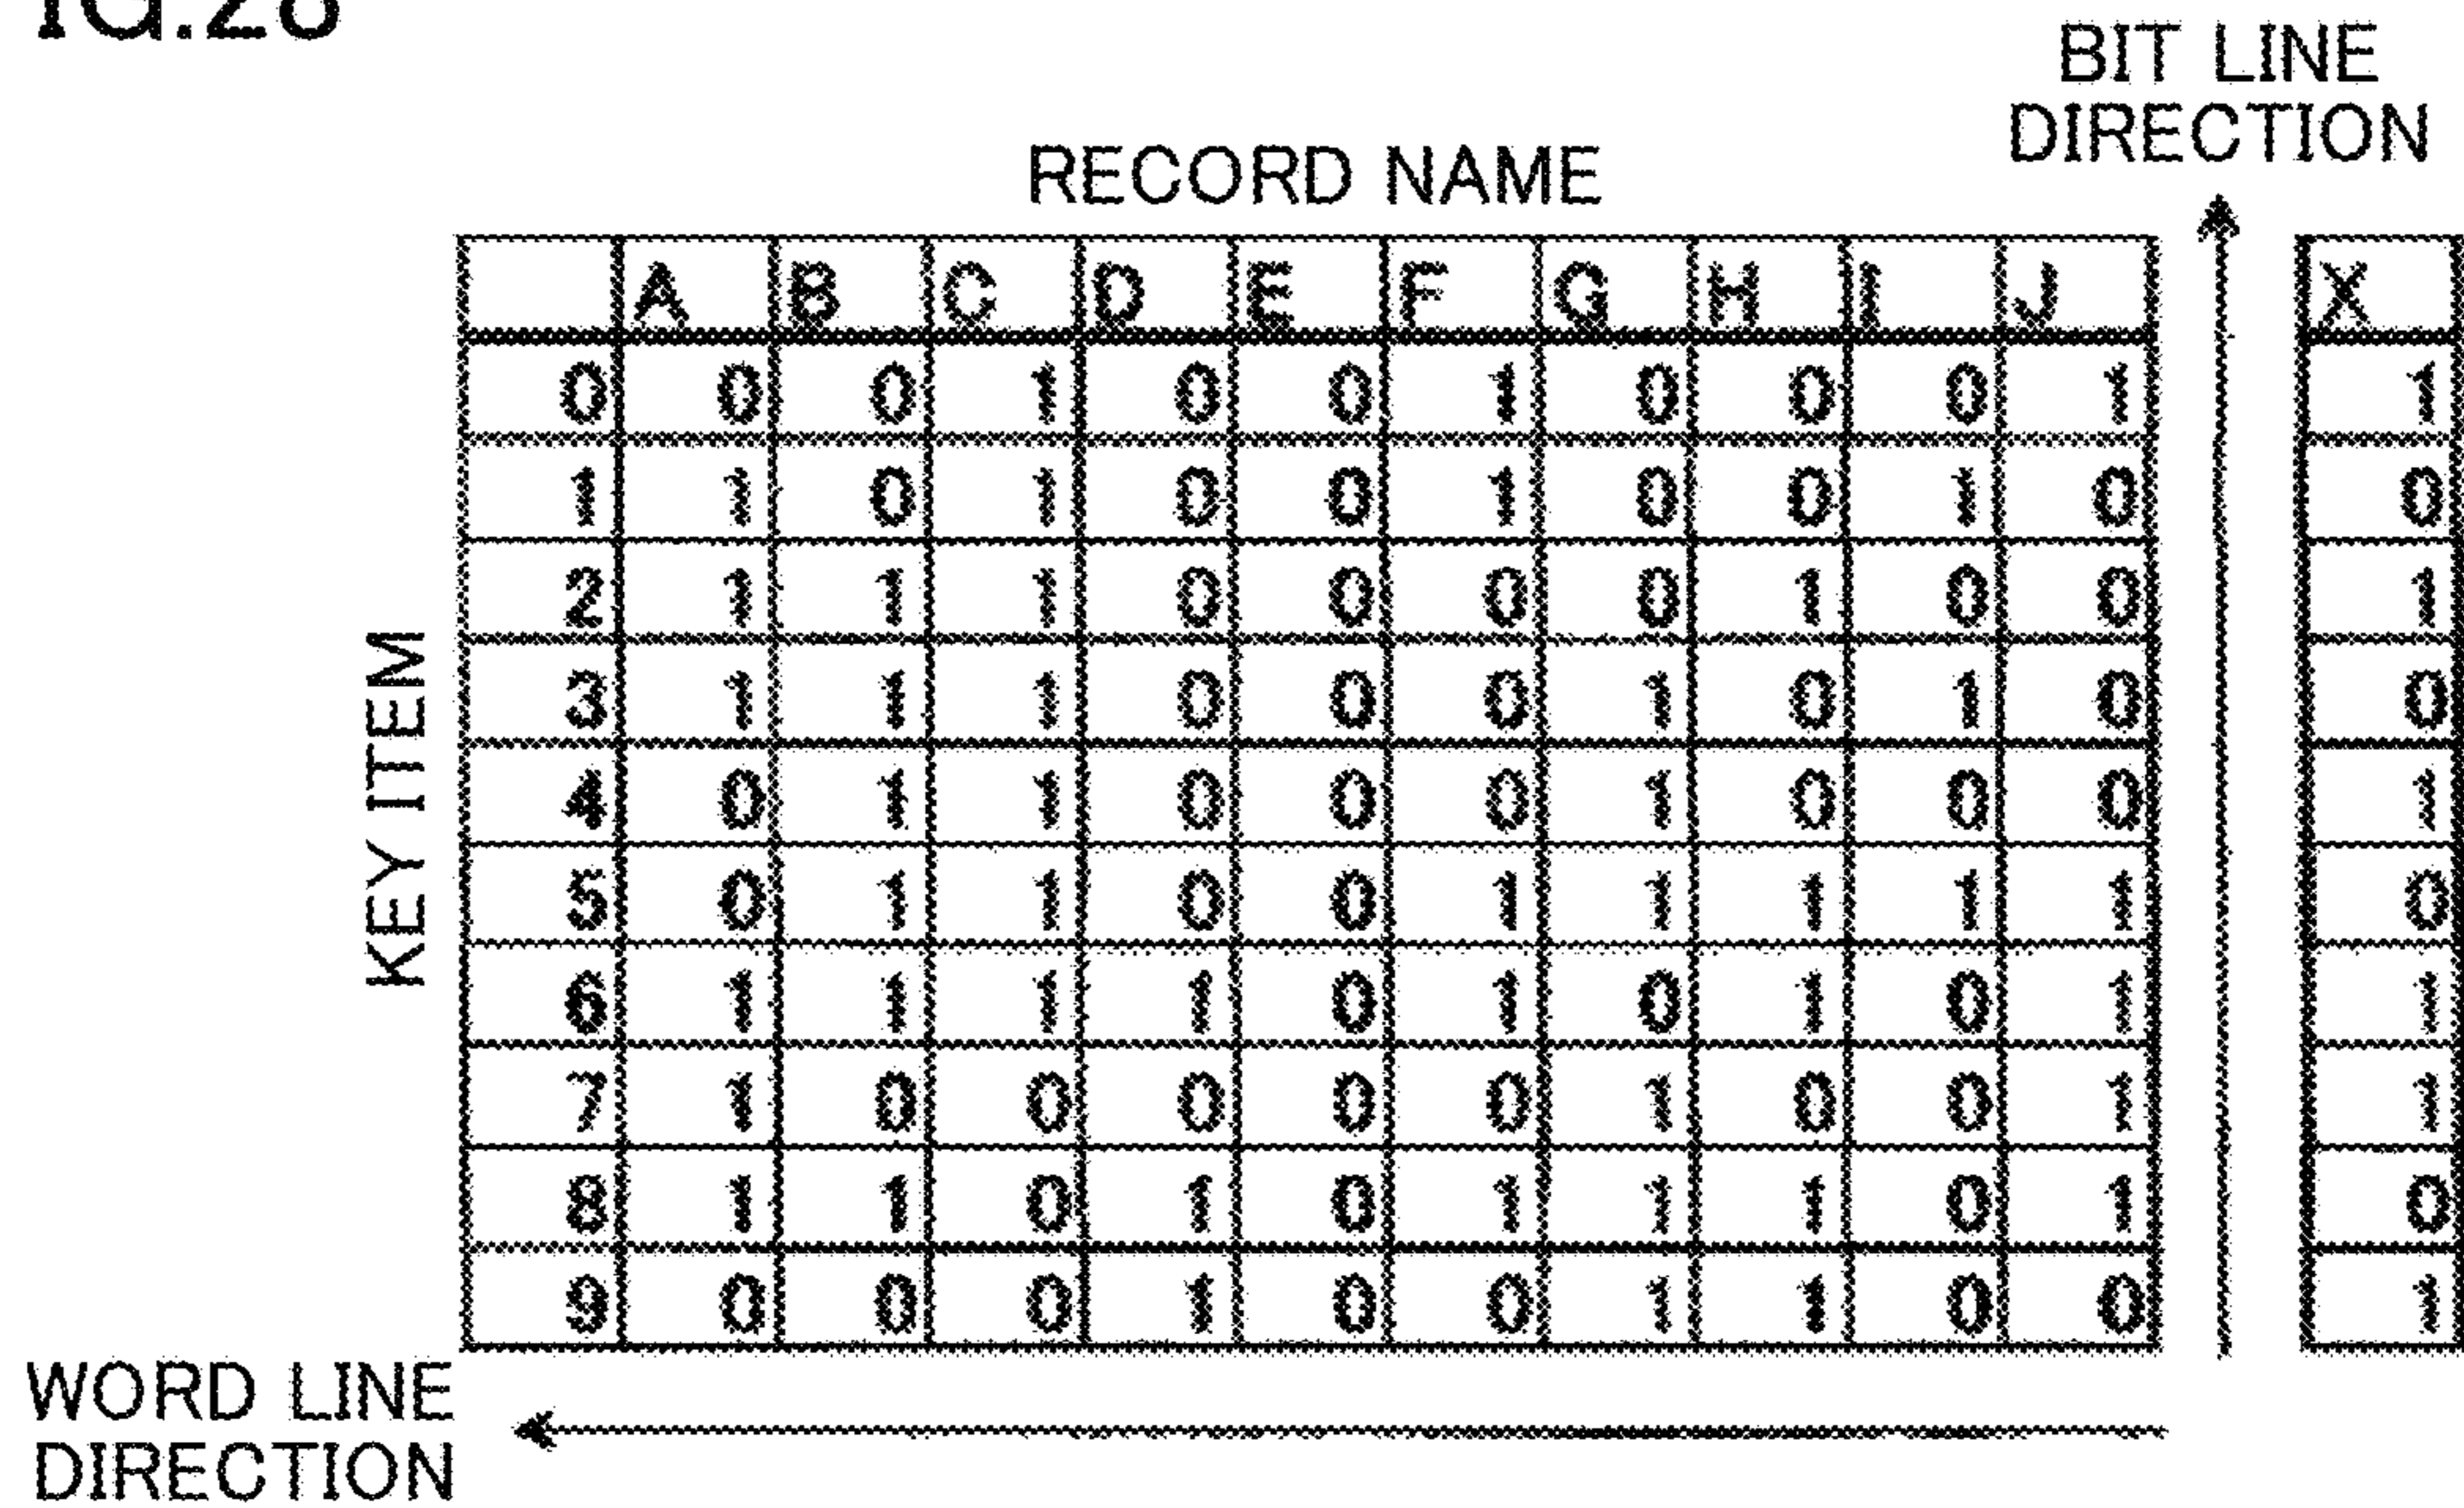 IG.28
BIT LINE
DIRECTION
RECORD NAME
A B C D E F G H I J X
0 0 0 1 0 0 1 0 0 0 1 1
1 1 0 1 0 0 1 0 0 1 0 0
2 1 1 1 0 0 0 0 1 0 0 1
3 1 1 1 0 0 0 1 0 1 0 0
4 0 1 1 0 0 0 1 0 0 0 1
5 0 1 1 0 0 1 1 1 1 1 0
6 1 1 1 1 0 1 0 1 0 1 1
7 1 0 0 0 0 0 1 0 0 1 1
8 1 1 0 1 0 1 1 1 0 1 0
9 0 0 0 1 0 0 1 1 0 0 1
KEY ITEM
WORD LINE
DIRECTION